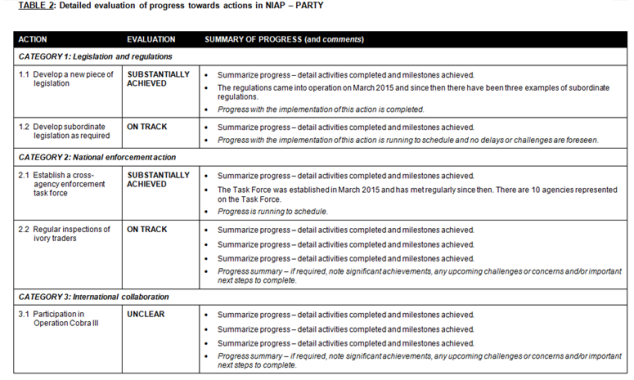 TABLE 2: Detailed evaluation of progress towards actions in NIAP – PARTY
ACTION EVALUATION SUMMARY OF PROGRESS (and comments)
CATEGORY 1: Legislation and regulations
1.1 Develop a new piece of legislation
SUBSTANTIALLY ACHIEVED
• Summarize progress – detail activities completed and milestones achieved.
• The regulations came into operation on March 2015 and since then there have been three examples of subordinate
regulations.
• Progress with the implementation of this action is completed.
1.2 Develop subordinate
legislation as required
ON TRACK
• Summarize progress – detail activities completed and milestones achieved.
• Progress with the implementation of this action is running to schedule and no delays or challenges are foreseen.
CATEGORY 2: National enforcement action
2.1 Establish a cross-
agency enforcement
task force
SUBSTANTIALLY
ACHIEVED
• Summarize progress – detail activities completed and milestones achieved.
• The Task Force was established in March 2015 and has met regularly since then. There are 10 agencies represented
on the Task Force.
• Progress is running to schedule.
2.2 Regular inspections of
ivory traders
ON TRACK
• Summarize progress – detail activities completed and milestones achieved.
• Summarize progress – detail activities completed and milestones achieved.
• Summarize progress – detail activities completed and milestones achieved.
• Progress summary – if required, note significant achievements, any upcoming challenges or concerns and/or important
next steps to complete.
CATEGORY 3: International collaboration
3.1 Participation in
Operation Cobra III
UNCLEAR
• Summarize progress – detail activities completed and milestones achieved.
• Summarize progress – detail activities completed and milestones achieved.
• Summarize progress – detail activities completed and milestones achieved.
• Progress summary – if required, note significant achievements, any upcoming challenges or concerns and/or important
next steps to complete.